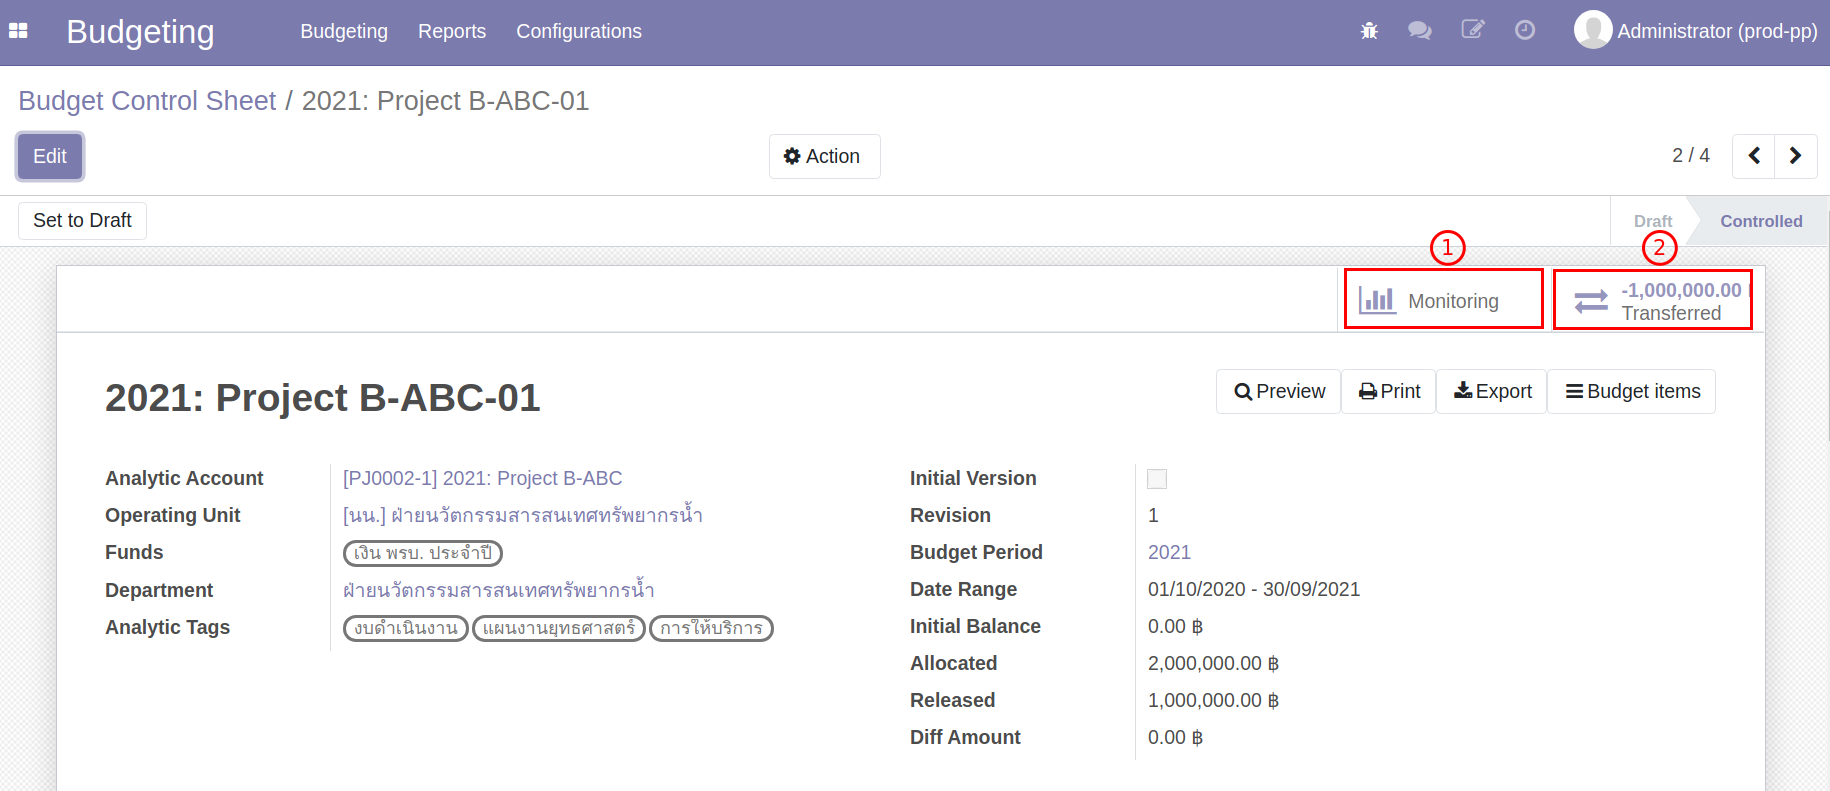 Budgeting Budgeting Reports Configurations Administrator (prod-pp)
Budget Control Sheet / 2021: Project B-ABC-01
Edit Action 2 / 4
Set to Draft Draft Controlled
1 2
Monitoring -1,000,000.00
Transferred
2021: Project B-ABC-01 Preview Print Export Budget items
Analytic Account [PJ0002-1] 2021: Project B-ABC Initial Version
Operating Unit [นน.] ฝ่ายนวัตกรรมสารสนเทศทรัพยากรน้ำ Revision 1
Funds เงิน พรบ. ประจำปี Budget Period 2021
Department ฝ่ายนวัตกรรมสารสนเทศทรัพยากรน้ำ Date Range 01/10/2020 - 30/09/2021
Analytic Tags งบดำเนินงาน แผนงานยุทธศาสตร์ การให้บริการ Initial Balance 0.00 ฿
Allocated 2,000,000.00 ฿
Released 1,000,000.00 ฿
Diff Amount 0.00 ฿